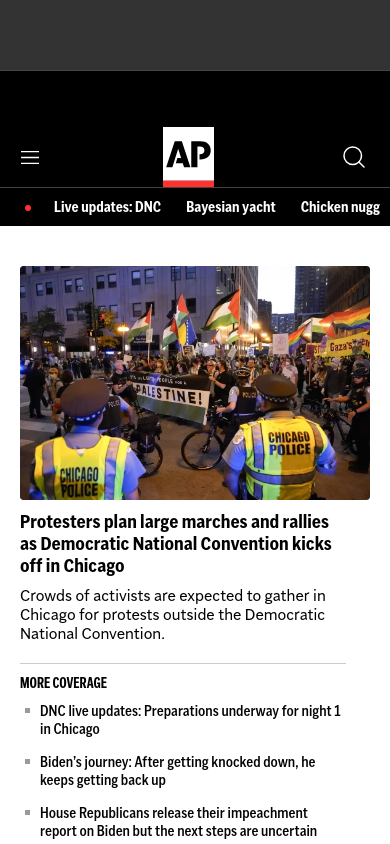 AP
Live updates: DNC Bayesian yacht Chicken nugg
PALESTINE!
Gaza
POLICE
CHICAGO
POLICE
CHICAGO
POLICE
Protesters plan large marches and rallies
as Democratic National Convention kicks
off in Chicago
Crowds of activists are expected to gather in
Chicago for protests outside the Democratic
National Convention.
MORE COVERAGE
DNC live updates: Preparations underway for night 1
in Chicago
Biden's journey: After getting knocked down, he
keeps getting back up
House Republicans release their impeachment
report on Biden but the next steps are uncertain